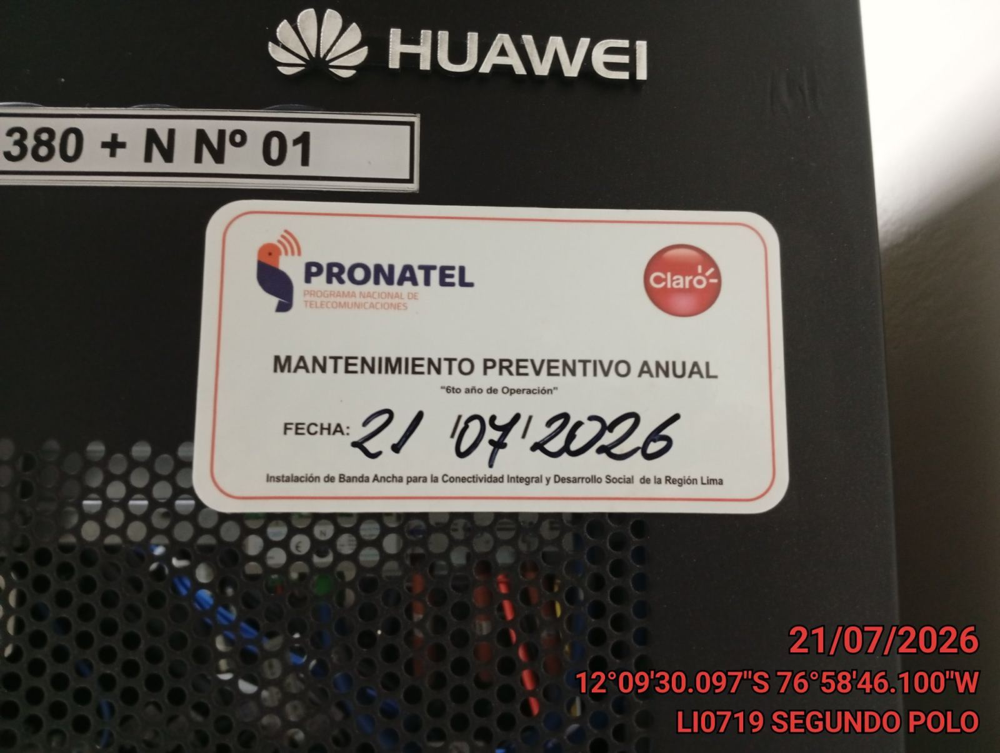 HUAWEI
380 + N Nº 01
PRONATEL
PROGRAMA NACIONAL DE
TELECOMUNICACIONES
Claro
MANTENIMIENTO PREVENTIVO ANUAL
“6to año de Operación”
FECHA: 21 /07/2026
Instalación de Banda Ancha para la Conectividad Integral y Desarrollo Social de la Región Lima
21/07/2026
12°09'30.097"S 76°58'46.100"W
LI0719 SEGUNDO POLO